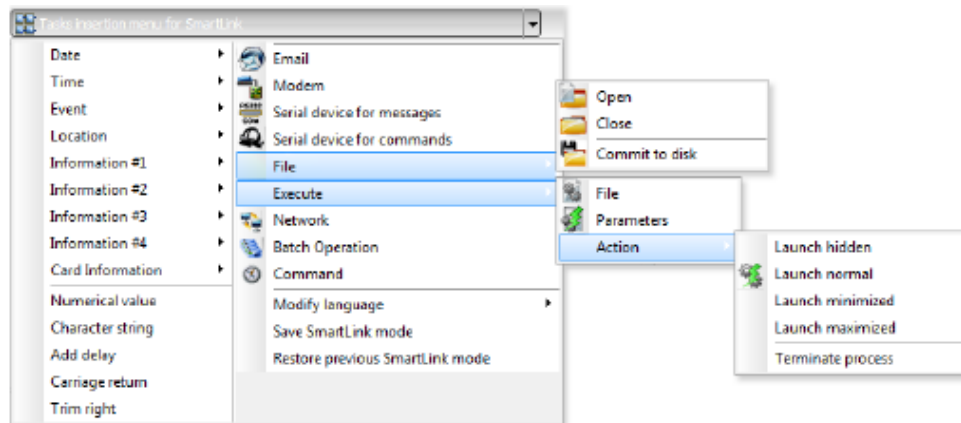 Tasks insertion menu for SmartLink
Date
Time
Event
Location
Information #1
Information #2
Information #3
Information #4
Card Information
Numerical value
Character string
Add delay
Carriage return
Trim right
Email
Modem
Serial device for messages
Serial device for commands
File
Execute
Network
Batch Operation
Command
Modify language
Save SmartLink mode
Restore previous SmartLink mode
Open
Close
Commit to disk
File
Parameters
Action
Launch hidden
Launch normal
Launch minimized
Launch maximized
Terminate process